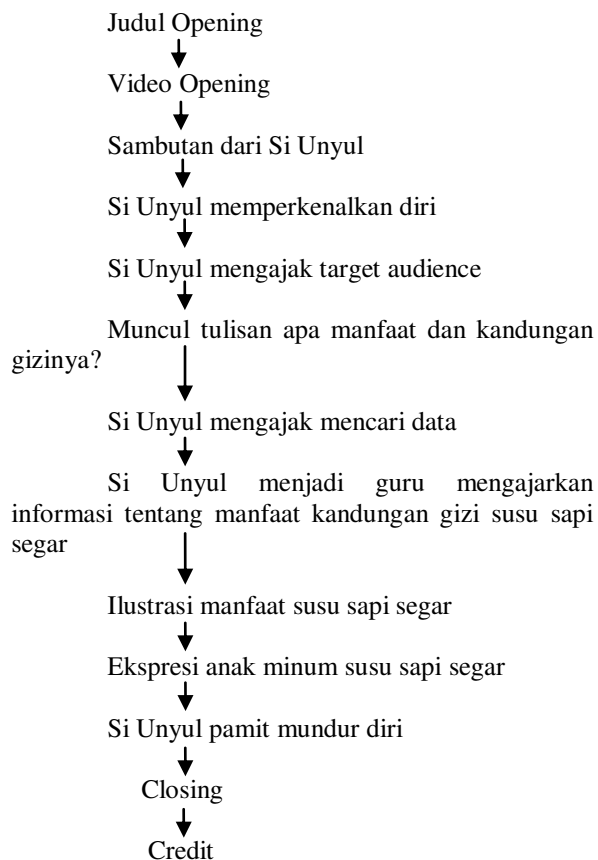 Judul Opening
Video Opening
Sambutan dari Si Unyul
Si Unyul memperkenalkan diri
Si Unyul mengajak target audience
Muncul tulisan apa manfaat dan kandungan
gizinya?
Si Unyul mengajak mencari data
Si Unyul menjadi guru mengajarkan
informasi tentang manfaat kandungan gizi susu sapi
segar
Ilustrasi manfaat susu sapi segar
Ekspresi anak minum susu sapi segar
Si Unyul pamit mundur diri
Closing
Credit